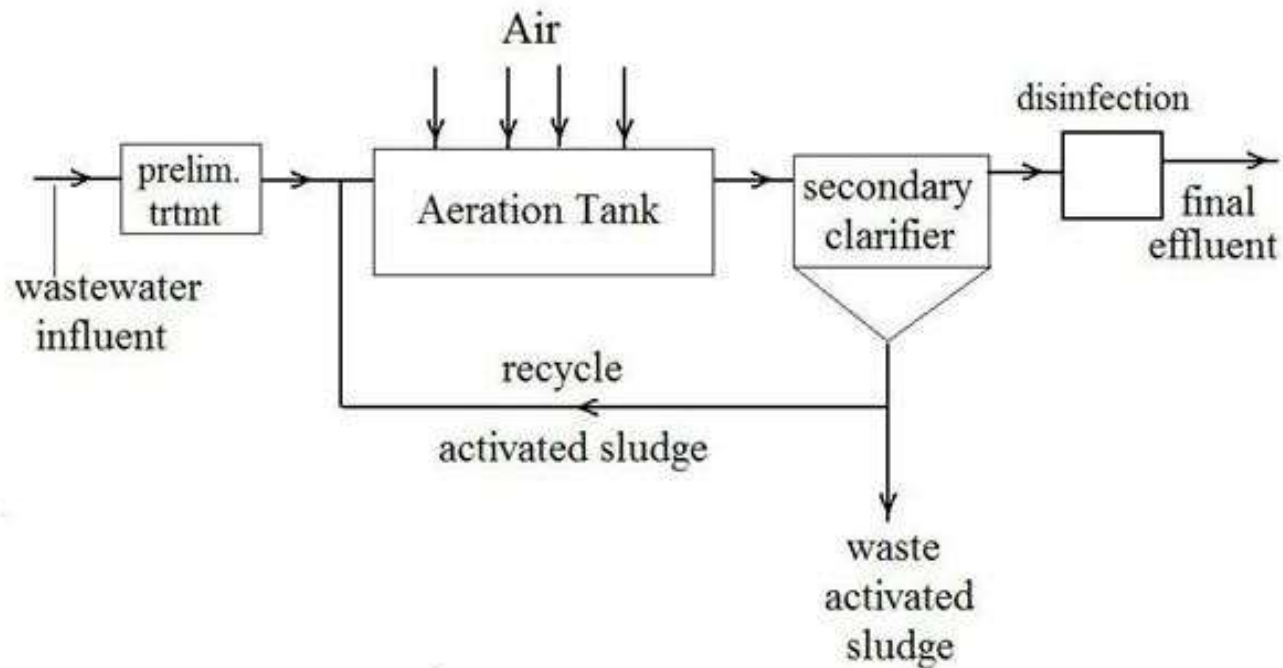 Air
disinfection
prelim.
trtmt
Aeration Tank
secondary
clarifier
final
effluent
wastewater
influent
recycle
activated sludge
waste
activated
sludge